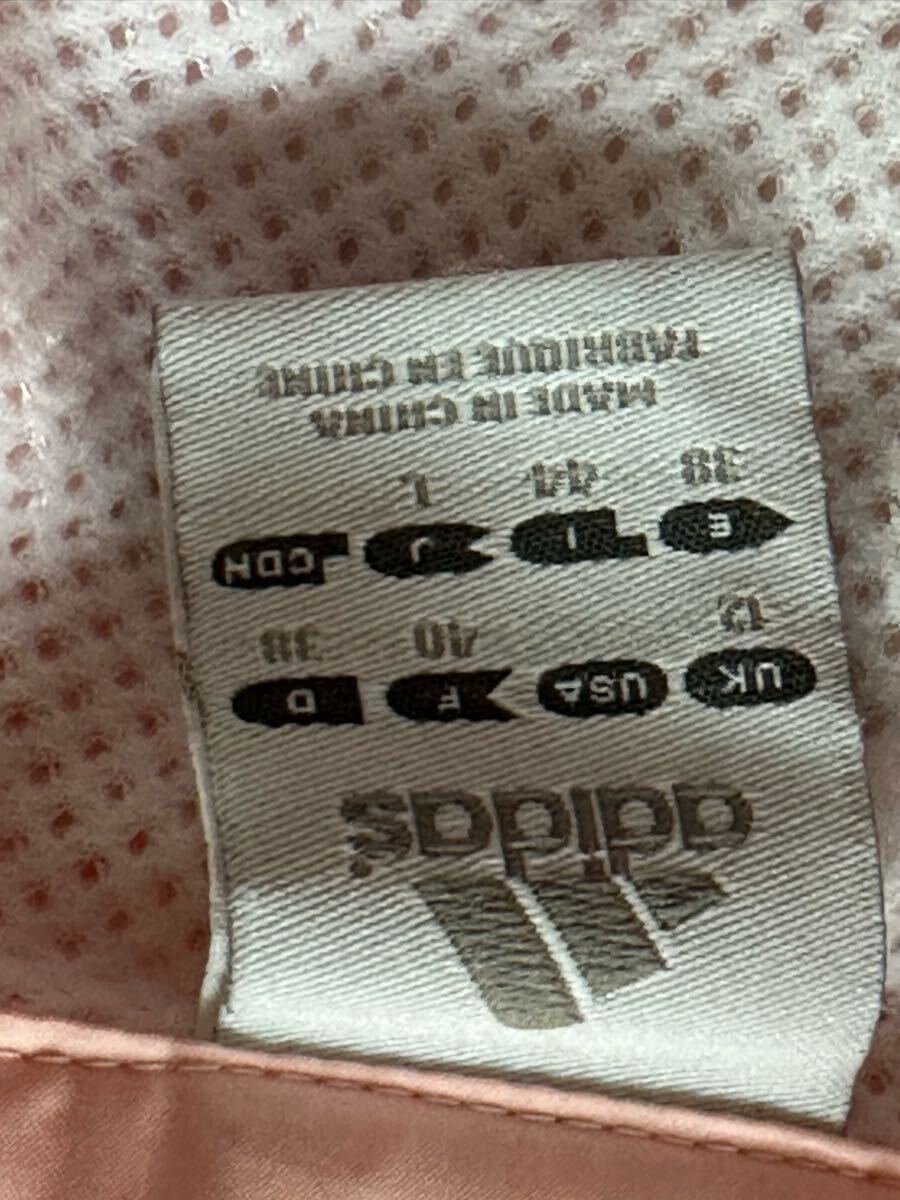 adidas
UK USA F D
12 40 38
E I J CDN
38 44 L
MADE IN CHINA
FABRIQUE EN CHINE